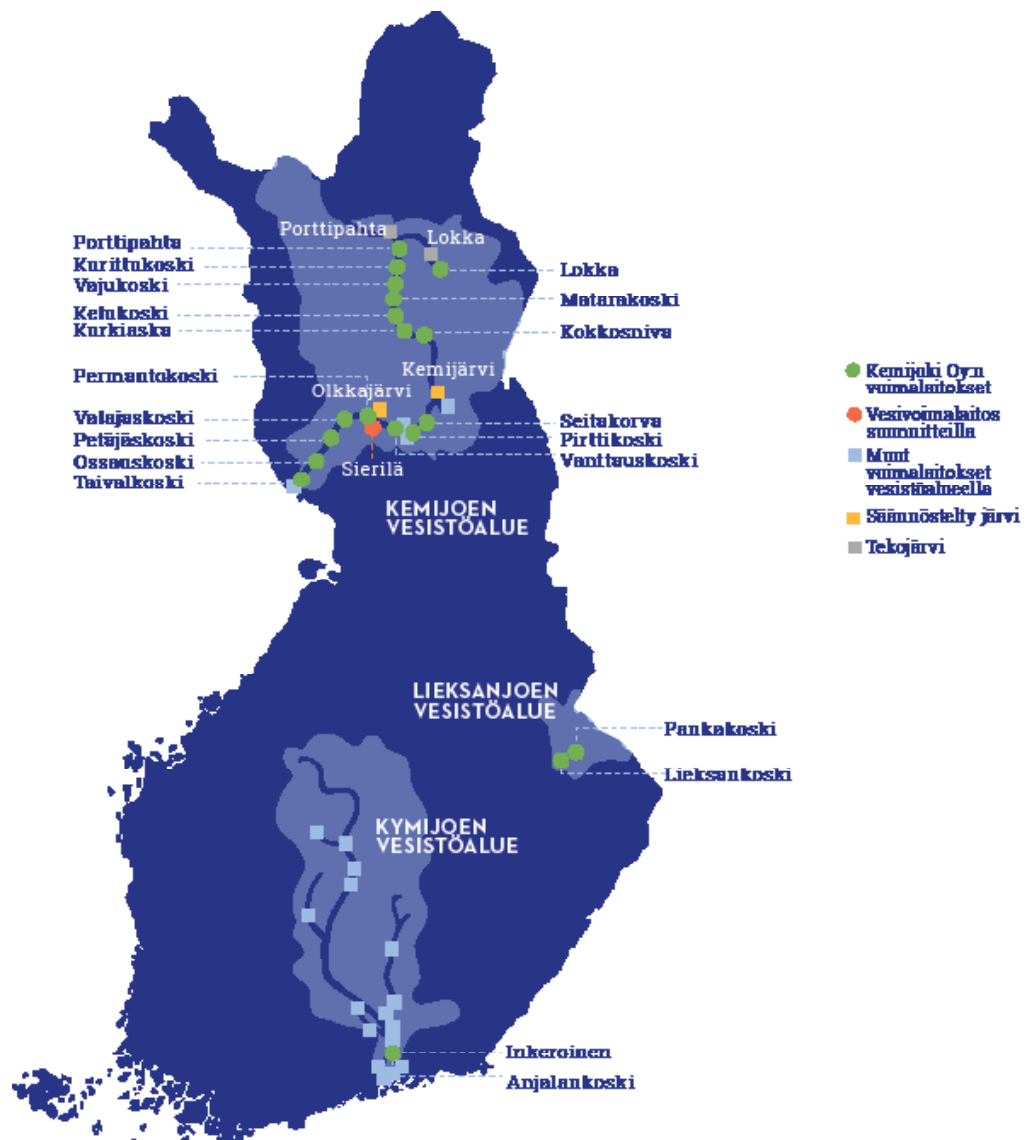 Porttipahta
Lokka
Porttipahta
Kurittukoski
Vajukoski
Kelukoski
Kurkiaska
Lokka
Matarakoski
Kokkosniva
Permantokoski
Kemijärvi
Olkkajärvi
Valajaskoski
Petäjäskoski
Ossauskoski
Taivalkoski
Seitakorva
Pirttikoski
Vanttauskoski
Sierilä
KEMIJOEN
VESISTÖALUE
Kemijoki Oy:n
voimalaitokset
Vesivoimalaitos
suunnitteilla
Muut
voimalaitokset
vesistöalueella
Säännöstelty järvi
Tekojärvi
LIEKSANJOEN
VESISTÖALUE
Pankakoski
Lieksankoski
KYMIJOEN
VESISTÖALUE
Inkeroinen
Anjalankoski